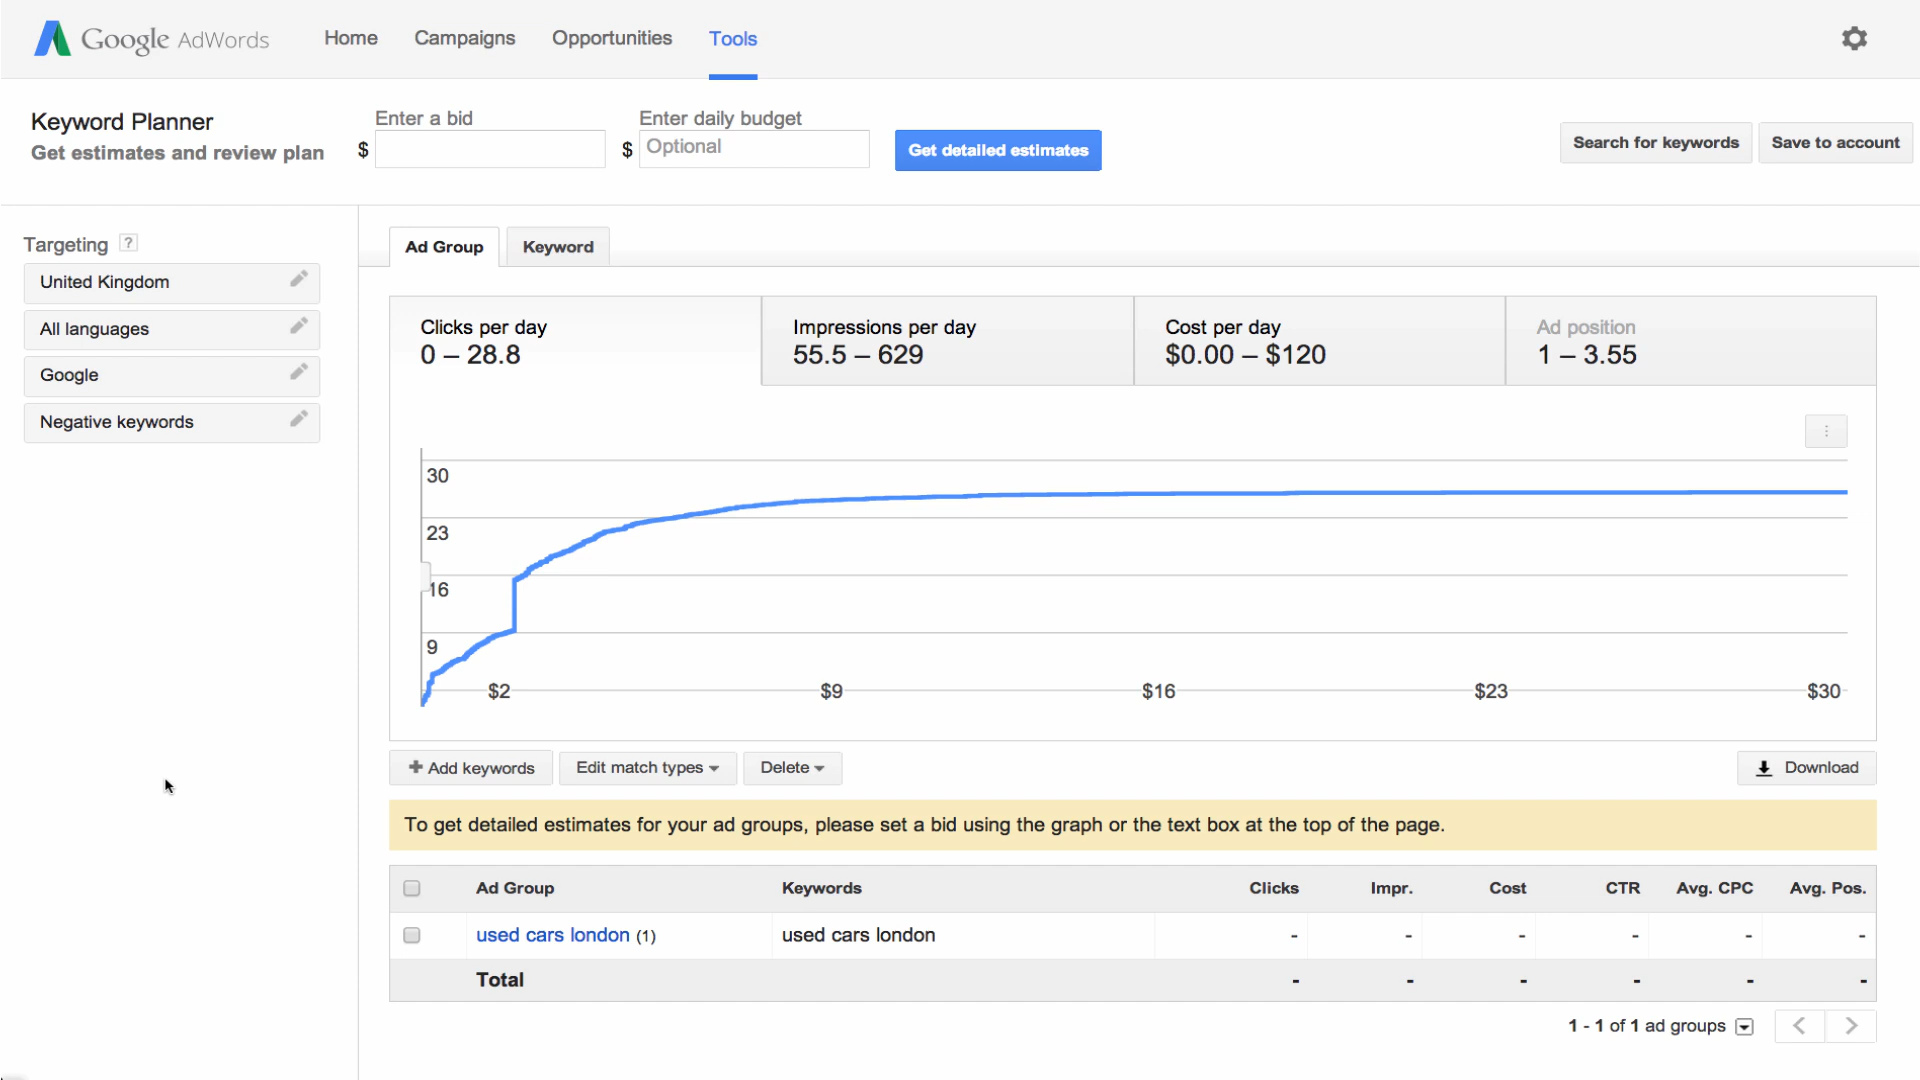 Google AdWords
Home Campaigns Opportunities Tools
Keyword Planner
Get estimates and review plan
Enter a bid
$
Enter daily budget
$ Optional
Get detailed estimates
Search for keywords
Save to account
Targeting ?
United Kingdom
All languages
Google
Negative keywords
Ad Group
Keyword
Clicks per day
0 – 28.8
Impressions per day
55.5 – 629
Cost per day
$0.00 – $120
Ad position
1 – 3.55
30
23
16
9
$2 $9 $16 $23 $30
Add keywords
Edit match types
Delete
Download
To get detailed estimates for your ad groups, please set a bid using the graph or the text box at the top of the page.
Ad Group Keywords Clicks Impr. Cost CTR Avg. CPC Avg. Pos.
used cars london (1) used cars london - - - - - -
Total - - - - - -
1 - 1 of 1 ad groups